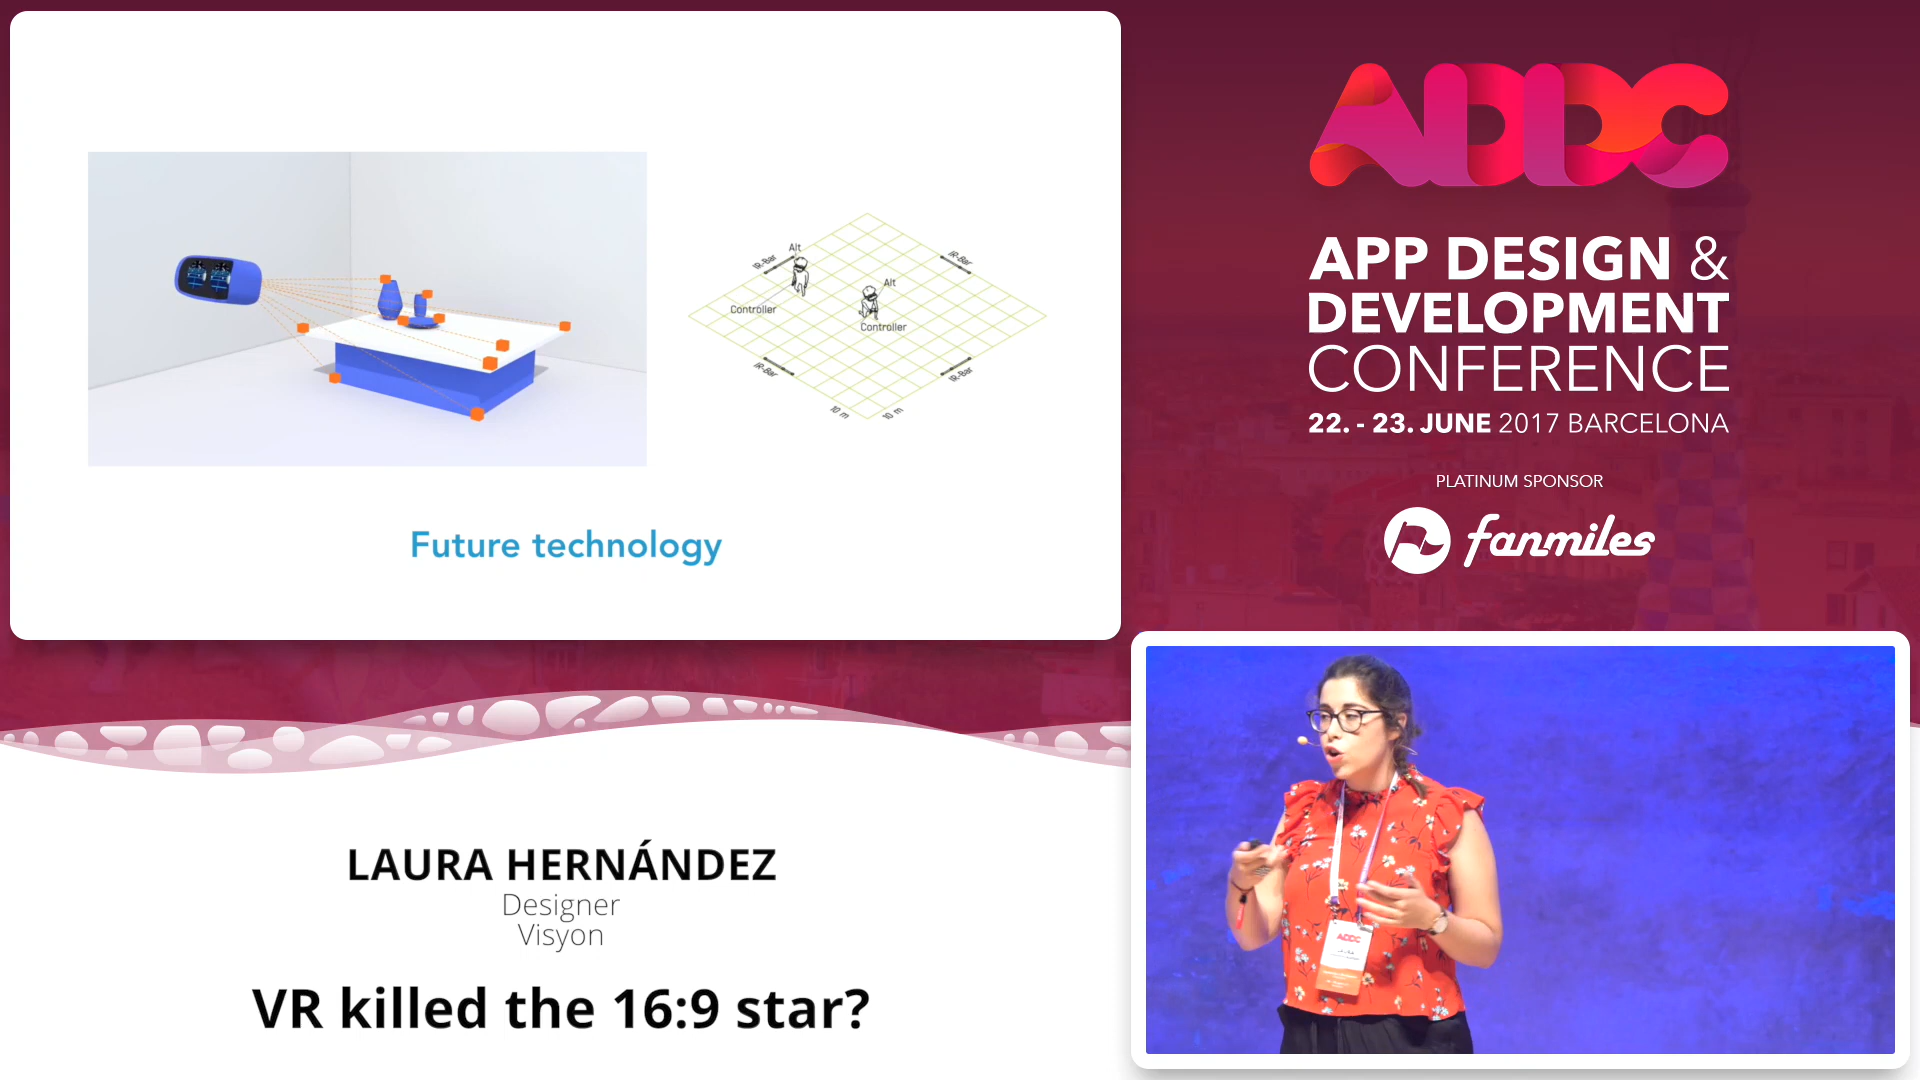 Alt
IR-Bar
IR-Bar
Alt
Controller
Controller
IR-Bar
IR-Bar
10 m
10 m
Future technology
ADDC
APP DESIGN &
DEVELOPMENT
CONFERENCE
22. - 23. JUNE 2017 BARCELONA
PLATINUM SPONSOR
fanmiles
LAURA HERNÁNDEZ
Designer
Visyon
VR killed the 16:9 star?
ADDC